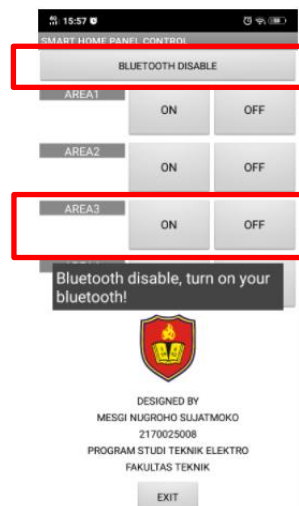 15:57
SMART HOME PANEL CONTROL
BLUETOOTH DISABLE
AREA1
ON
OFF
AREA2
ON
OFF
AREA3
ON
OFF
Bluetooth disable, turn on your
bluetooth!
DESIGNED BY
MESGI NUGROHO SUJATMOKO
2170025008
PROGRAM STUDI TEKNIK ELEKTRO
FAKULTAS TEKNIK
EXIT